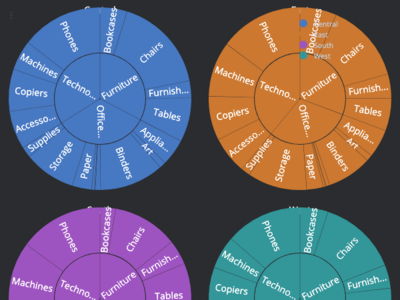 Phones
Bookcases
Chairs
Furnish...
Tables
Applia...
Art
Binders
Paper
Storage
Supplies
Accesso...
Copiers
Machines
Techno...
Furniture
Office...
Phones
Bookcases
Chairs
Furnish...
Tables
Applia...
Art
Binders
Paper
Storage
Supplies
Accesso...
Copiers
Machines
Techno...
Furniture
Office...
Central
East
South
West
Phones
Bookcases
Chairs
Furnish...
Tables
Machines
Techno...
Furniture
Phones
Bookcases
Chairs
Furnish...
Copiers
Machines
Techno...
Furniture